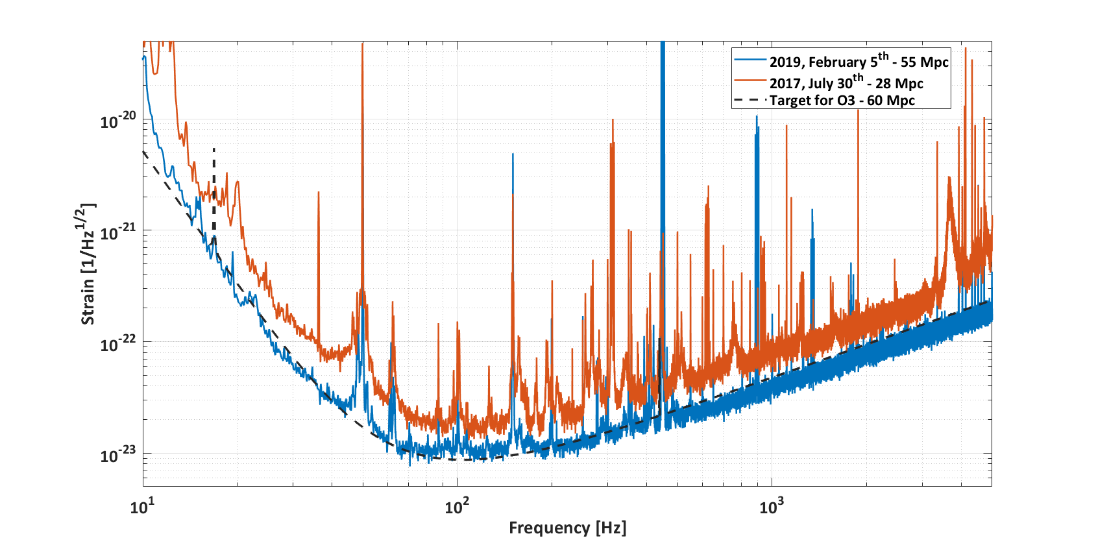 2019, February 5th - 55 Mpc
2017, July 30th - 28 Mpc
Target for O3 - 60 Mpc
10-20
10-21
10-22
10-23
Strain [1/Hz1/2]
101
102
103
Frequency [Hz]